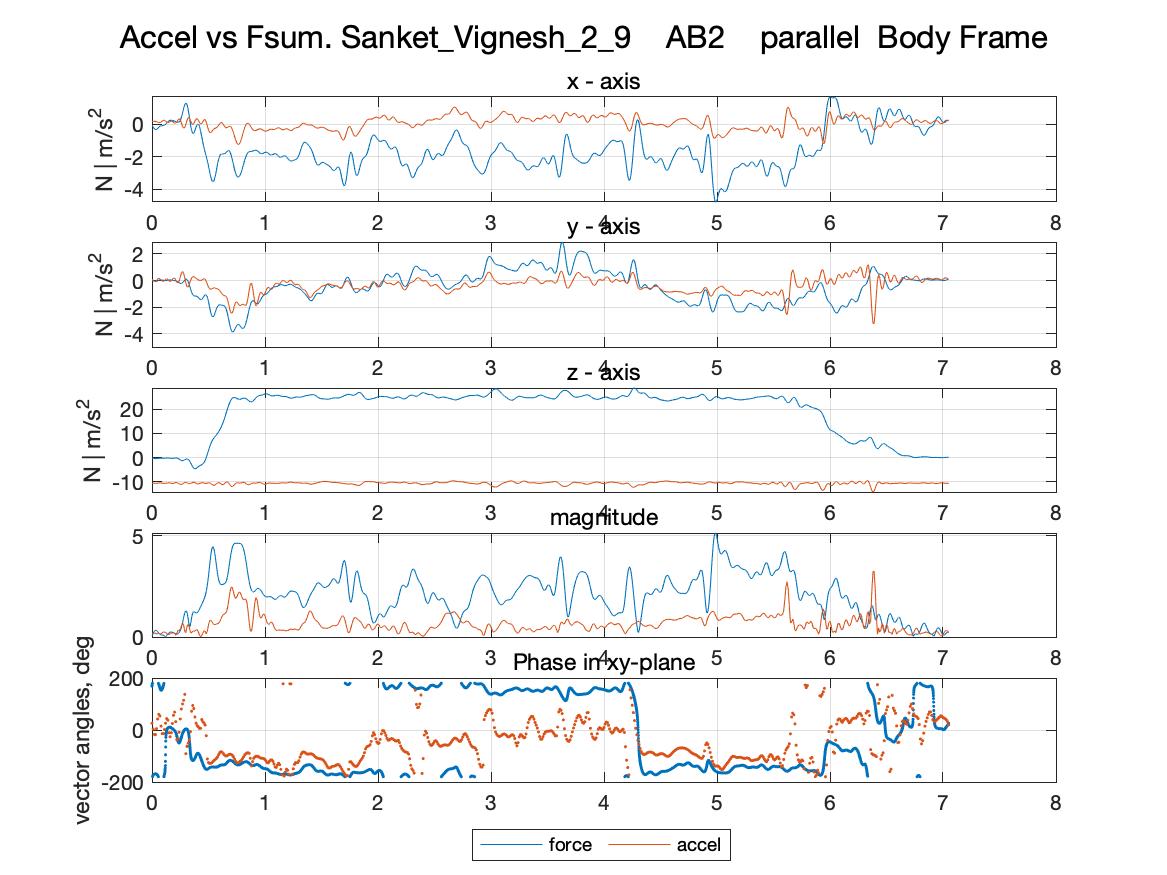 Accel vs Fsum. Sanket_Vignesh_2_9 AB2 parallel Body Frame
x - axis
N | m/s2
0
-2
-4
0 1 2 3 4 5 6 7 8
y - axis
N | m/s2
2
0
-2
-4
0 1 2 3 4 5 6 7 8
z - axis
N | m/s2
20
10
0
-10
0 1 2 3 4 5 6 7 8
magnitude
5
0
0 1 2 3 4 5 6 7 8
Phase in xy-plane
vector angles, deg
200
0
-200
0 1 2 3 4 5 6 7 8
force accel